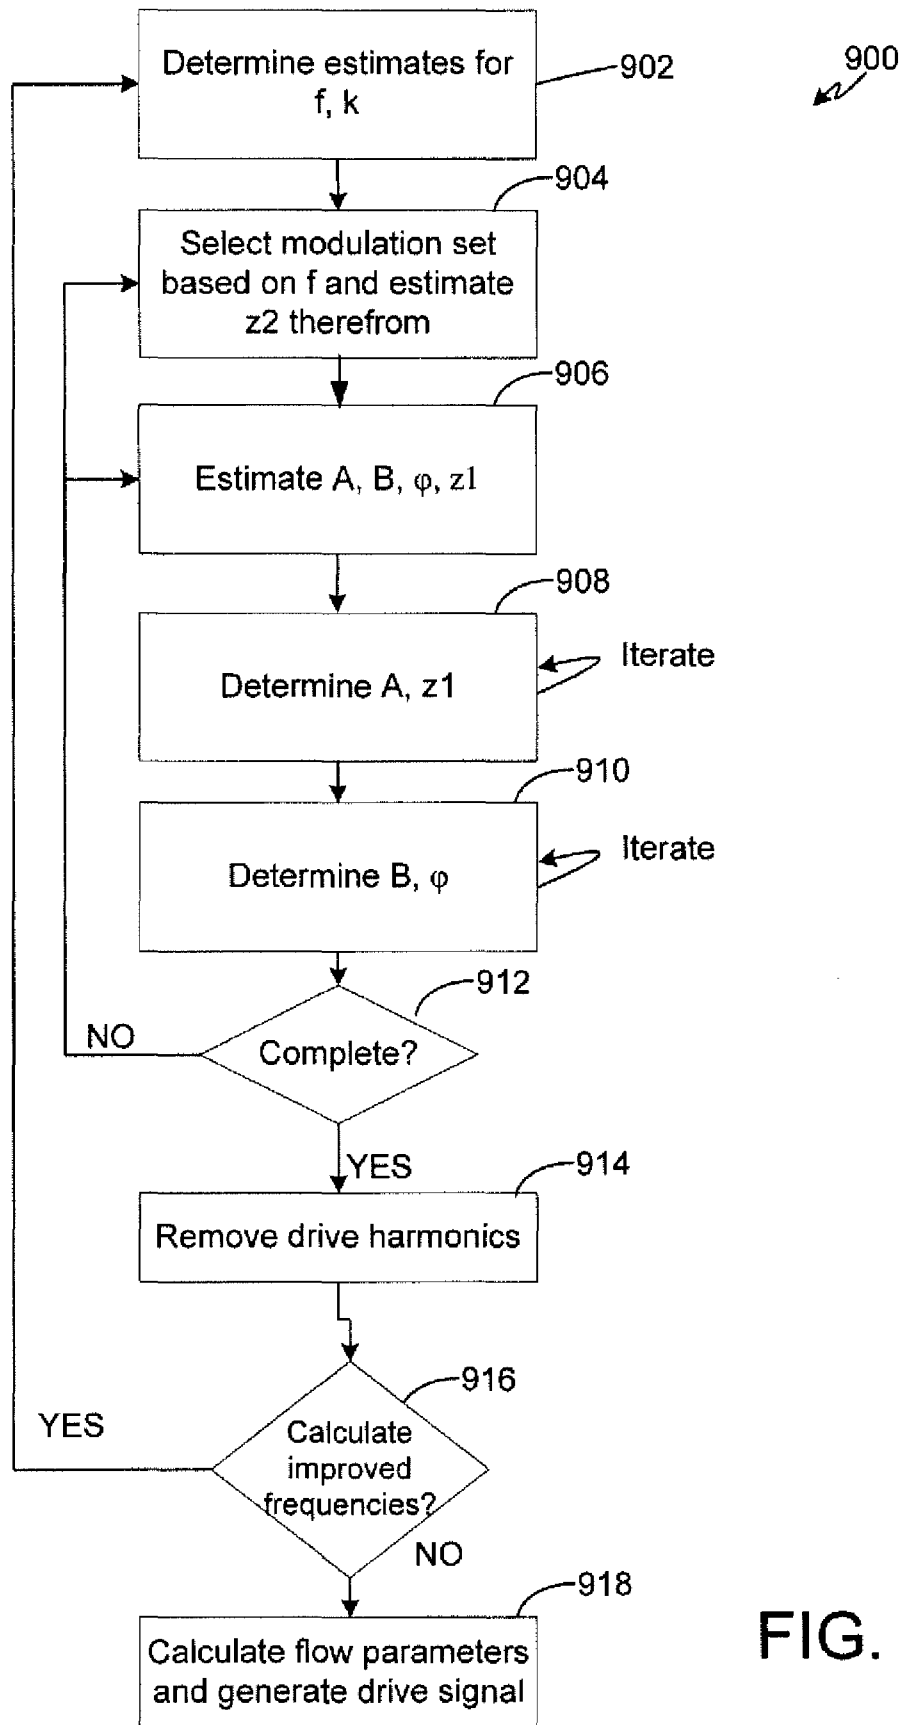 Determine estimates for
f, k
902
900
904
Select modulation set
based on f and estimate
z2 therefrom
906
Estimate A, B, φ, z1
908
Determine A, z1
Iterate
910
Determine B, φ
Iterate
912
Complete?
NO
YES
914
Remove drive harmonics
916
Calculate
improved
frequencies?
YES
NO
918
Calculate flow parameters
and generate drive signal
FIG.